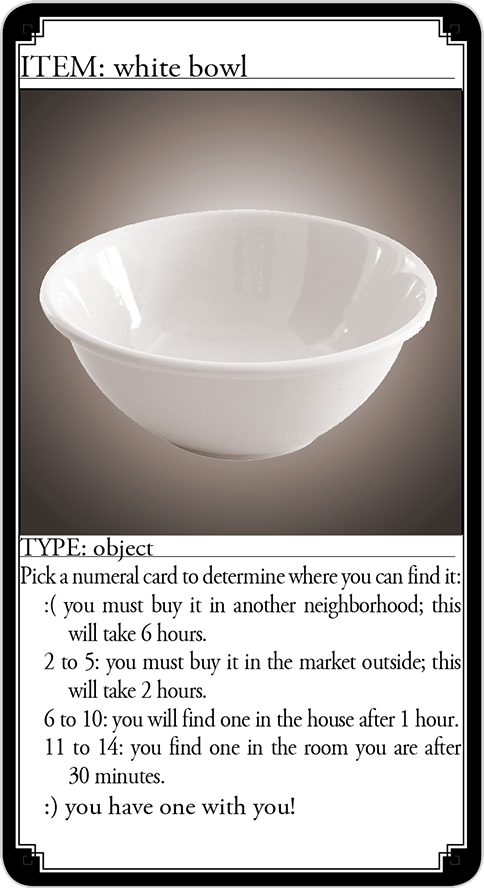 ITEM: white bowl
TYPE: object
Pick a numeral card to determine where you can find it:
:( you must buy it in another neighborhood; this
will take 6 hours.
2 to 5: you must buy it in the market outside; this
will take 2 hours.
6 to 10: you will find one in the house after 1 hour.
11 to 14: you find one in the room you are after
30 minutes.
:) you have one with you!